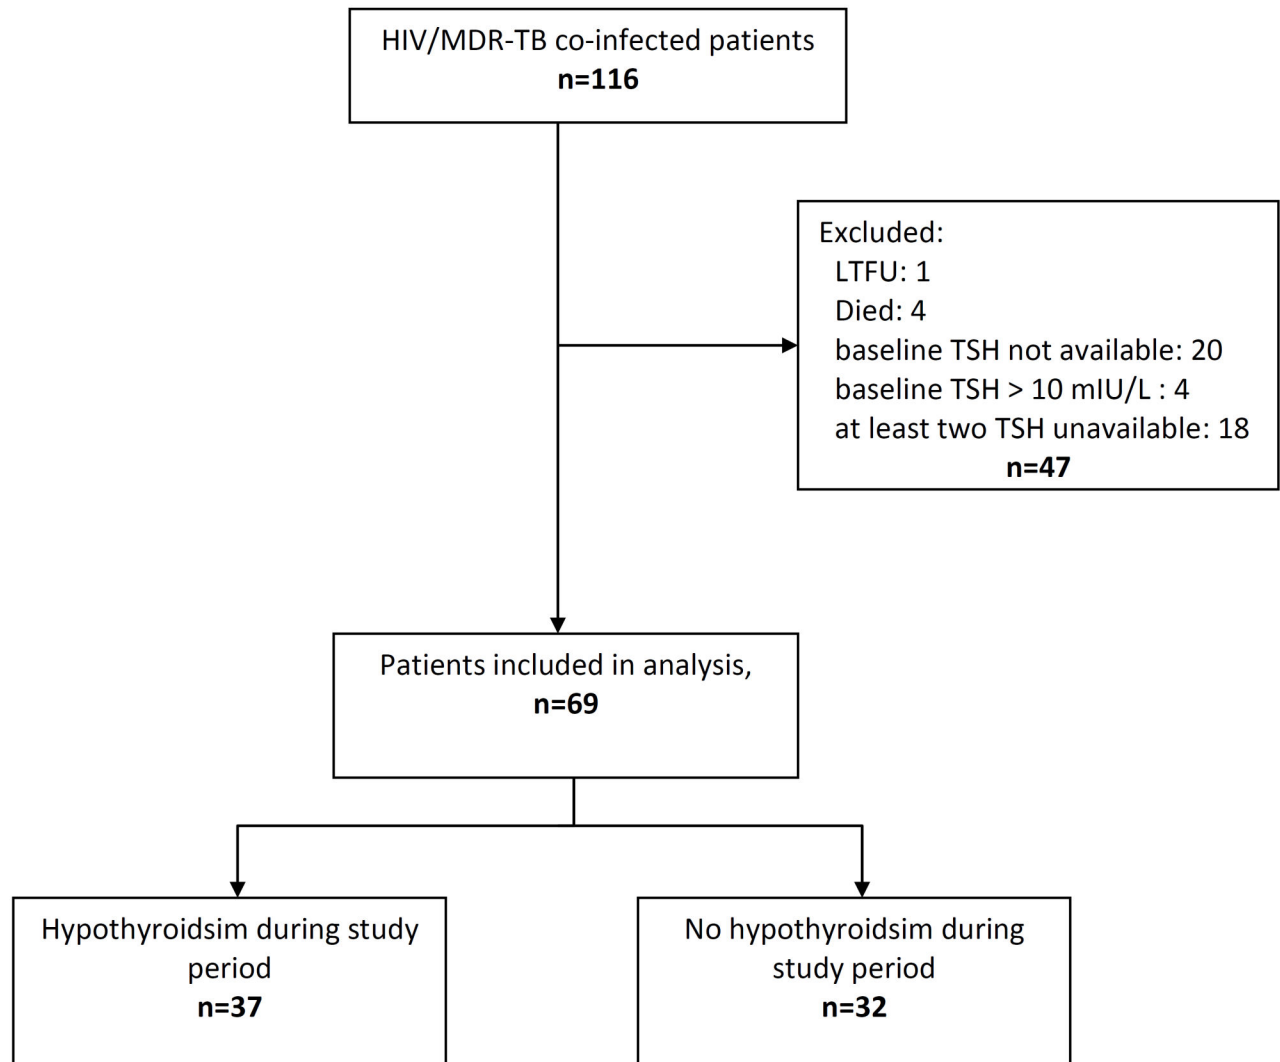 HIV/MDR-TB co-infected patients
n=116
Excluded:
LTFU: 1
Died: 4
baseline TSH not available: 20
baseline TSH > 10 mIU/L : 4
at least two TSH unavailable: 18
n=47
Patients included in analysis,
n=69
Hypothyroidsim during study
period
n=37
No hypothyroidsim during
study period
n=32